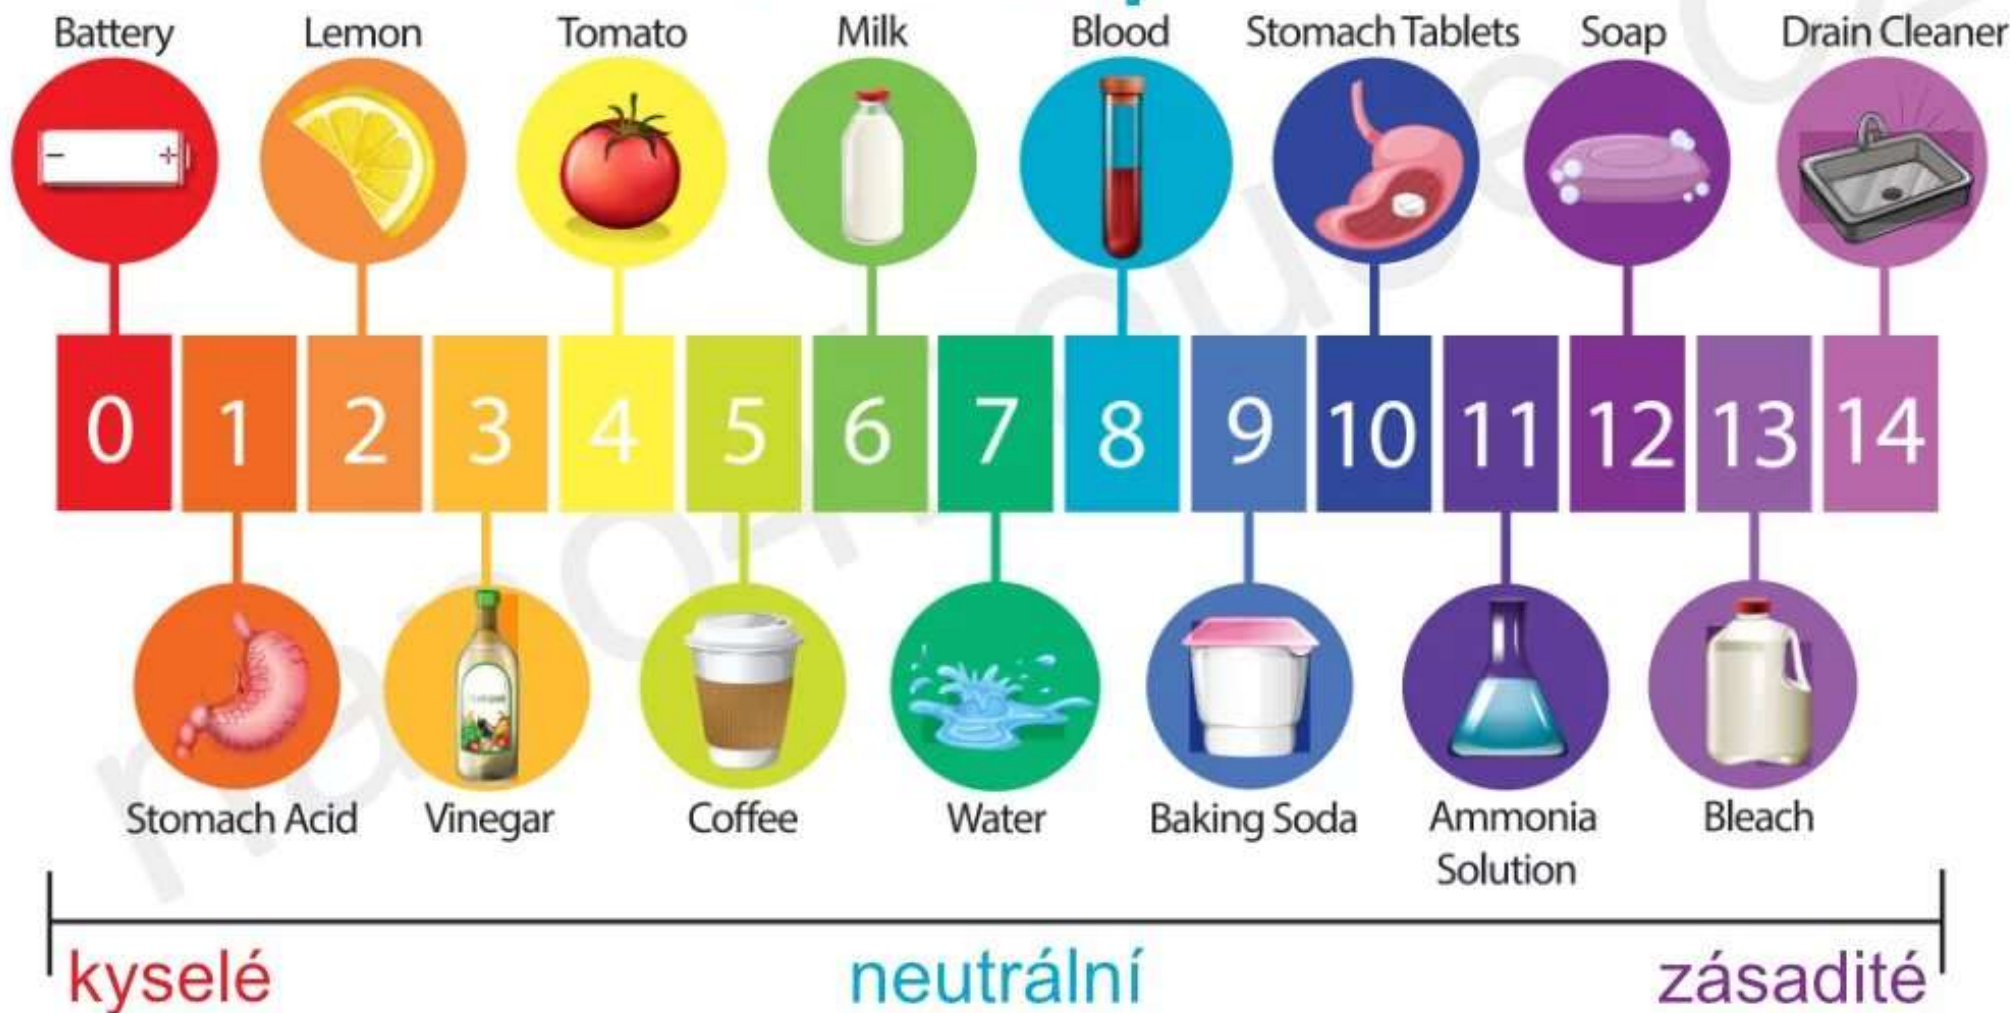 Battery Lemon Tomato Milk Blood Stomach Tablets Soap Drain Cleaner
0 1 2 3 4 5 6 7 8 9 10 11 12 13 14
Stomach Acid Vinegar Coffee Water Baking Soda Ammonia Solution Bleach
kyselé neutrální zásadité